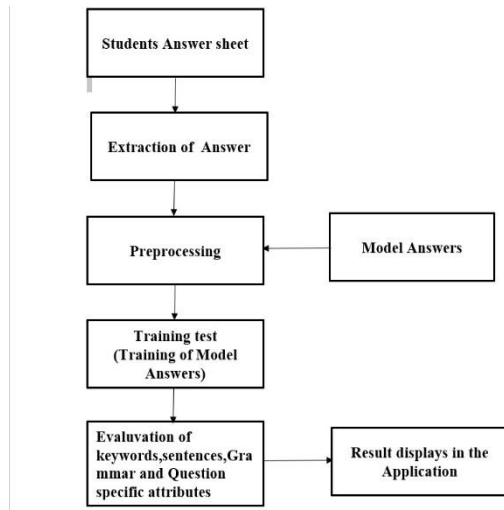 Students Answer sheet
Extraction of Answer
Preprocessing
Model Answers
Training test
(Training of Model
Answers)
Evaluvation of
keywords,sentences,Gra
mmar and Question
specific attributes
Result displays in the
Application